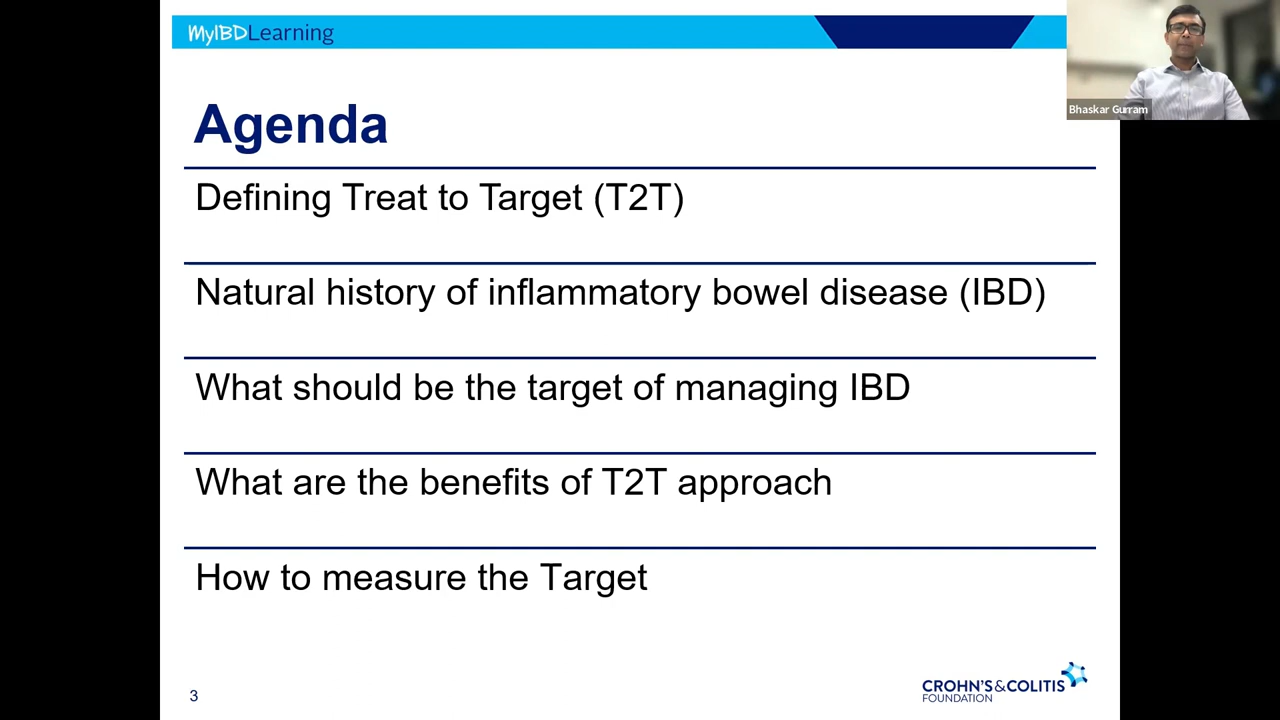 MyIBDLearning
Bhaskar Gurram
Agenda
Defining Treat to Target (T2T)
Natural history of inflammatory bowel disease (IBD)
What should be the target of managing IBD
What are the benefits of T2T approach
How to measure the Target
3
CROHN'S&COLITIS
FOUNDATION